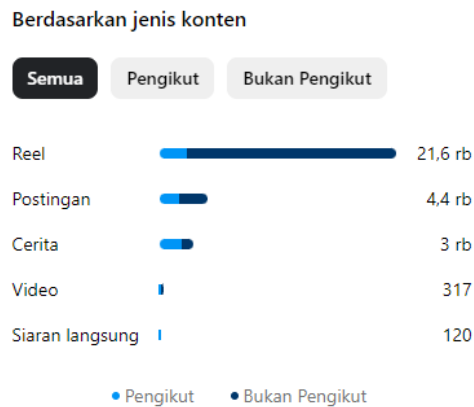 Berdasarkan jenis konten
Semua Pengikut Bukan Pengikut
Reel 21,6 rb
Postingan 4,4 rb
Cerita 3 rb
Video 317
Siaran langsung 120
Pengikut Bukan Pengikut